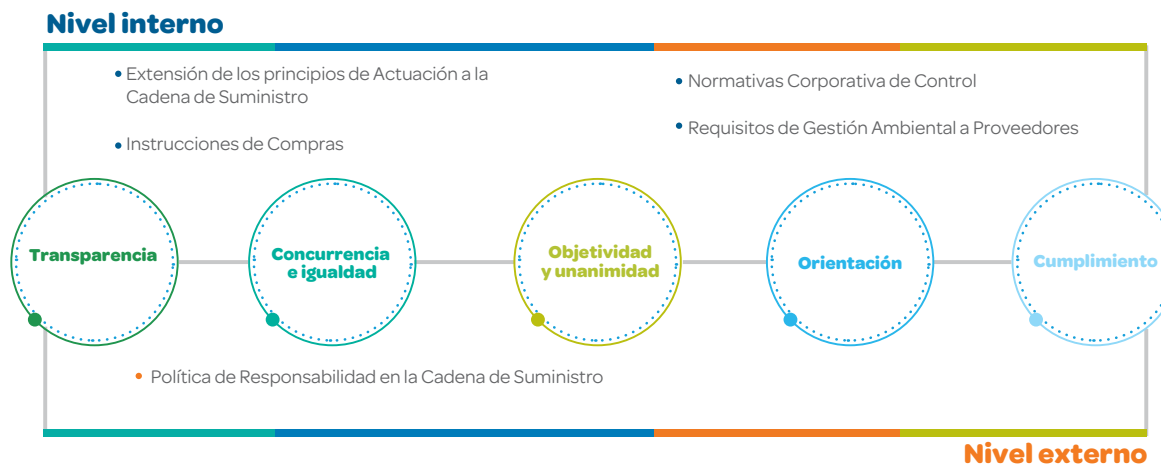 Nivel interno
Extensión de los principios de Actuación a la
Cadena de Suministro
Instrucciones de Compras
Normativas Corporativa de Control
Requisitos de Gestión Ambiental a Proveedores
Transparencia
Concurrencia
e igualdad
Objetividad
y unanimidad
Orientación
Cumplimiento
Política de Responsabilidad en la Cadena de Suministro
Nivel externo